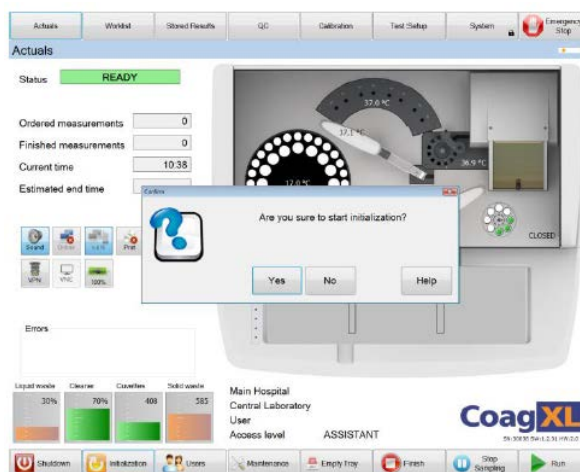 Actuals Worklist Stored Results QC Calibration Test Setup System Emergency Stop
Actuals
Status READY
Ordered measurements 0
Finished measurements 0
Current time 10:38
Estimated end time
37.0 °C
37.1 °C
36.9 °C
Confirm
Are you sure to start initialization?
Yes No Help
CLOSED
Sound Print
VPN VNC 100%
Errors
Liquid waste Cleaner Cuvettes Solid waste
30% 70% 408 585
Main Hospital
Central Laboratory
User
Access level ASSISTANT
CoagXL
Shutdown Initialization Users Maintenance Empty Tray Finish Stop Sampling Run